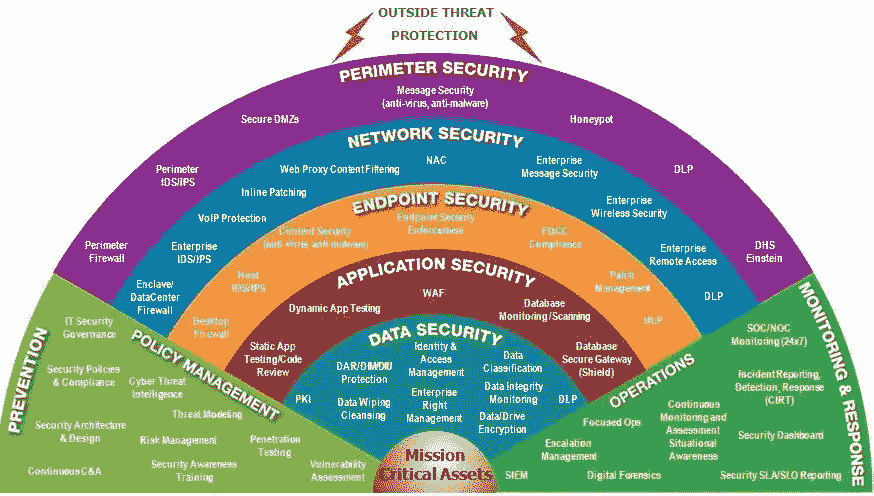 OUTSIDE THREAT
PROTECTION
PERIMETER SECURITY
Message Security
(anti-virus, anti-malware)
Secure DMZs
Honeypot
Perimeter
IDS/IPS
DLP
Perimeter
Firewall
DHS
Einstein
NETWORK SECURITY
NAC
Web Proxy Content Filtering
Enterprise
Message Security
Inline Patching
Enterprise
Wireless Security
VoIP Protection
Enterprise
IDS/IPS
Enterprise
Remote Access
Enclave/
DataCenter
Firewall
DLP
ENDPOINT SECURITY
Endpoint Security
Enforcement
Content Security
(anti-virus, anti-malware)
FDCC
Compliance
Host
IDS/IPS
Patch
Management
Desktop
Firewall
DLP
APPLICATION SECURITY
WAF
Dynamic App Testing
Database
Monitoring/Scanning
Static App
Testing/Code
Review
Database
Secure Gateway
(Shield)
DATA SECURITY
Identity &
Access
Management
DAR/DIM/DIU
Protection
Data
Classification
Enterprise
Right
Management
Data Integrity
Monitoring
PKI
Data Wiping
Cleansing
Data/Drive
Encryption
DLP
Mission
Critical Assets
PREVENTION
POLICY MANAGEMENT
IT Security
Governance
Security Policies
& Compliance
Cyber Threat
Intelligence
Threat Modeling
Security Architecture
& Design
Risk Management
Penetration
Testing
Continuous C&A
Security Awareness
Training
Vulnerability
Assessment
OPERATIONS
MONITORING & RESPONSE
SOC/NOC
Monitoring (24x7)
Incident Reporting,
Detection, Response
(CIRT)
Focused Ops
Continuous
Monitoring and
Assessment
Situational
Awareness
Security Dashboard
Escalation
Management
SIEM
Digital Forensics
Security SLA/SLO Reporting